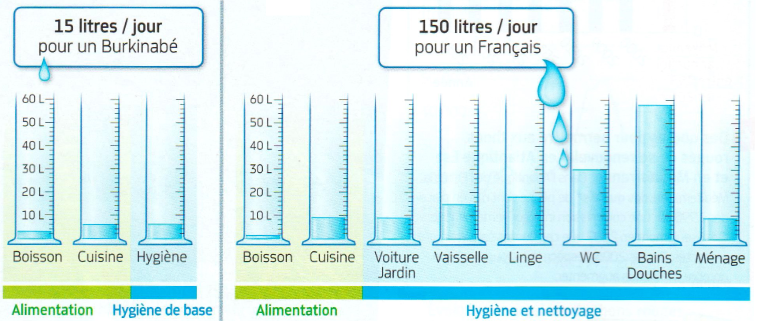 15 litres / jour
pour un Burkinabé
60 L
40 L
30 L
20 L
10 L
Boisson
Cuisine
Hygiène
Alimentation
Hygiène de base
150 litres / jour
pour un Français
60 L
40 L
30 L
20 L
10 L
Boisson
Cuisine
Voiture
Jardin
Vaisselle
Linge
WC
Bains
Douches
Ménage
Alimentation
Hygiène et nettoyage